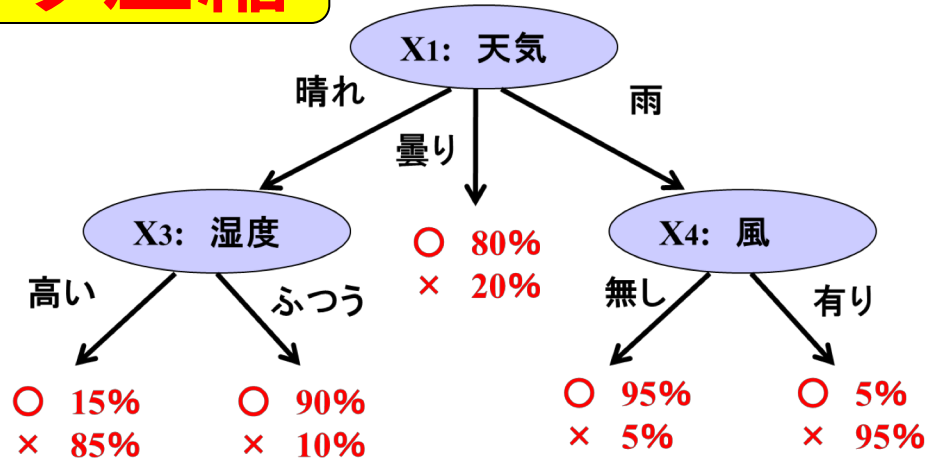 X1: 天気
晴れ
曇り
雨
X3: 湿度
○ 80%
× 20%
X4: 風
高い
ふつう
無し
有り
○ 15%
× 85%
○ 90%
× 10%
○ 95%
× 5%
○ 5%
× 95%